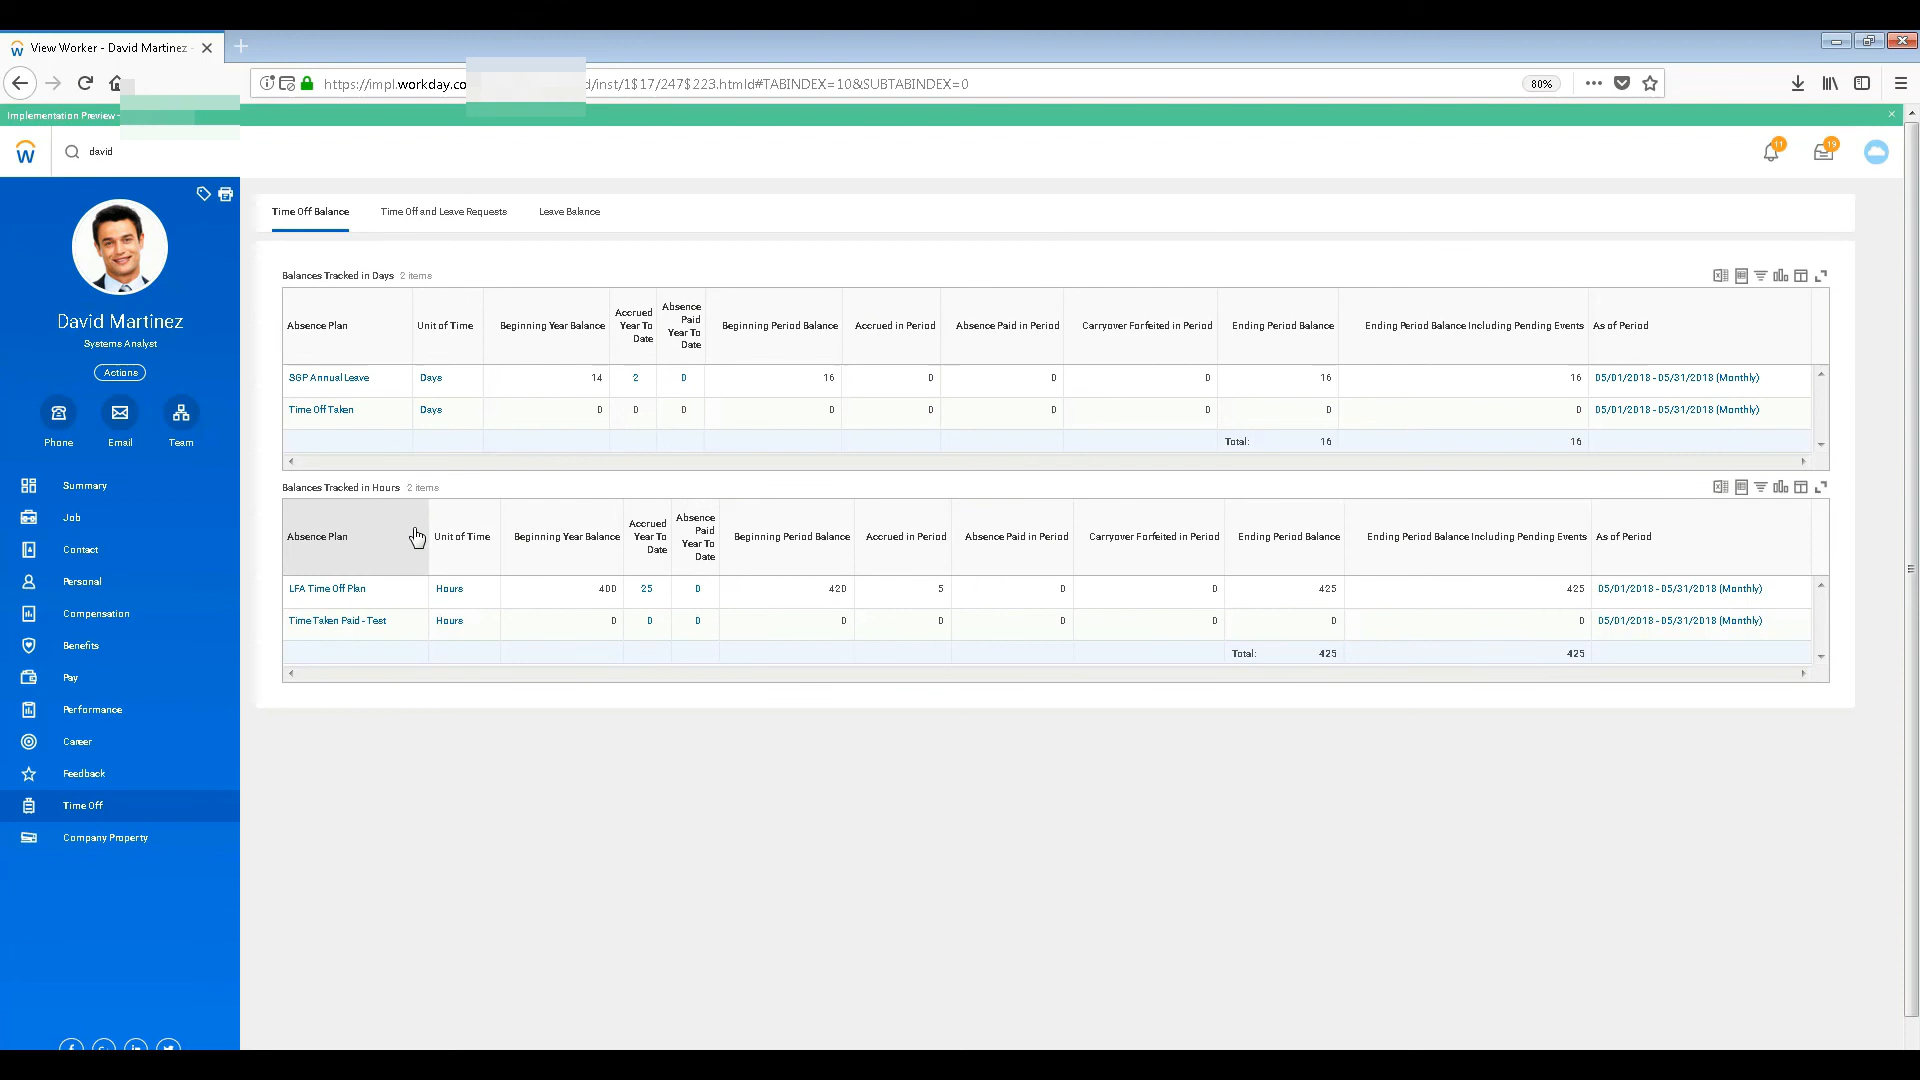 View Worker - David Martinez -
https://impl.workday.co
d/inst/1$17/247$223.htmld#TABINDEX=10&SUBTABINDEX=0
80%
Implementation Preview -
david
11
19
David Martinez
Systems Analyst
Actions
Phone Email Team
Summary
Job
Contact
Personal
Compensation
Benefits
Pay
Performance
Career
Feedback
Time Off
Company Property
Time Off Balance Time Off and Leave Requests Leave Balance
Balances Tracked in Days 2 items
Absence Plan Unit of Time Beginning Year Balance Accrued Year To Date Absence Paid Year To Date Beginning Period Balance Accrued in Period Absence Paid in Period Carryover Forfeited in Period Ending Period Balance Ending Period Balance Including Pending Events As of Period
SGP Annual Leave Days 14 2 0 16 0 0 0 16 16 05/01/2018 - 05/31/2018 (Monthly)
Time Off Taken Days 0 0 0 0 0 0 0 0 0 05/01/2018 - 05/31/2018 (Monthly)
Total: 16 16
Balances Tracked in Hours 2 items
Absence Plan Unit of Time Beginning Year Balance Accrued Year To Date Absence Paid Year To Date Beginning Period Balance Accrued in Period Absence Paid in Period Carryover Forfeited in Period Ending Period Balance Ending Period Balance Including Pending Events As of Period
LFA Time Off Plan Hours 400 25 0 420 5 0 0 425 425 05/01/2018 - 05/31/2018 (Monthly)
Time Taken Paid - Test Hours 0 0 0 0 0 0 0 0 0 05/01/2018 - 05/31/2018 (Monthly)
Total: 425 425